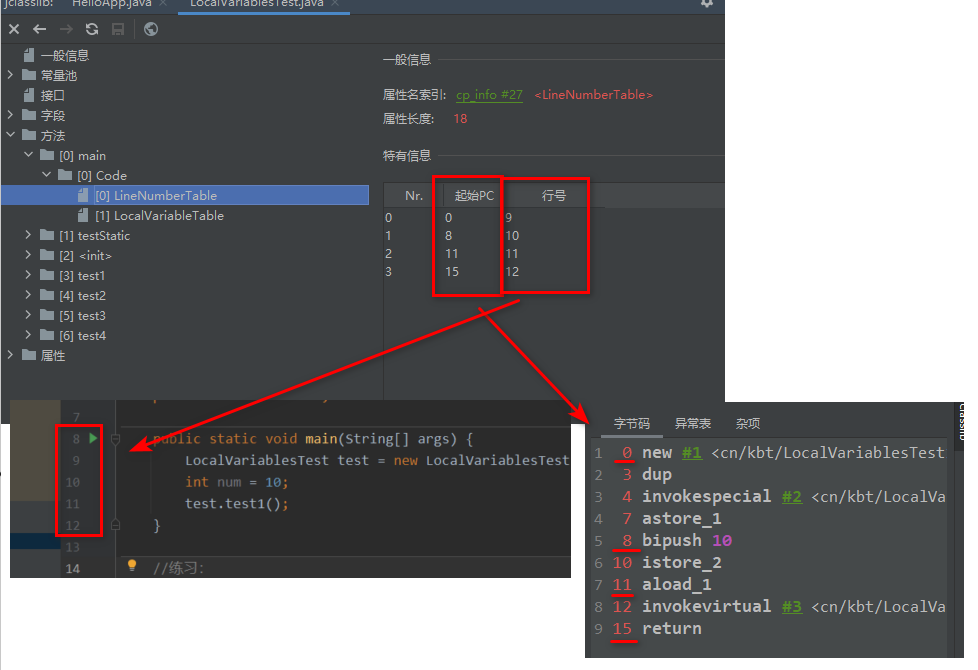 jclasslib: HelloApp.java × LocalVariablesTest.java ×
一般信息
常量池
接口
字段
方法
[0] main
[0] Code
[0] LineNumberTable
[1] LocalVariableTable
[1] testStatic
[2] <init>
[3] test1
[4] test2
[5] test3
[6] test4
属性
一般信息
属性名索引: cp_info #27 <LineNumberTable>
属性长度: 18
特有信息
Nr. 起始PC 行号
0 0 9
1 8 10
2 11 11
3 15 12
7
8 public static void main(String[] args) {
9 LocalVariablesTest test = new LocalVariablesTest
10 int num = 10;
11 test.test1();
12 }
13
14 //练习:
字节码 异常表 杂项
1 0 new #1 <cn/kbt/LocalVariablesTest
2 3 dup
3 4 invokespecial #2 <cn/kbt/LocalVa
4 7 astore_1
5 8 bipush 10
6 10 istore_2
7 11 aload_1
8 12 invokevirtual #3 <cn/kbt/LocalVa
9 15 return